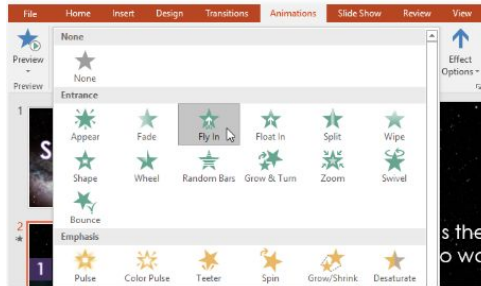 File Home Insert Design Transitions Animations Slide Show Review View
None
Preview
None
Effect
Options
Preview
Entrance
1
Appear Fade Fly In Float In Split Wipe
S
Shape Wheel Random Bars Grow & Turn Zoom Swivel
Bounce
2
s the
Emphasis
o wo
1
Pulse Color Pulse Teeter Spin Grow/Shrink Desaturate